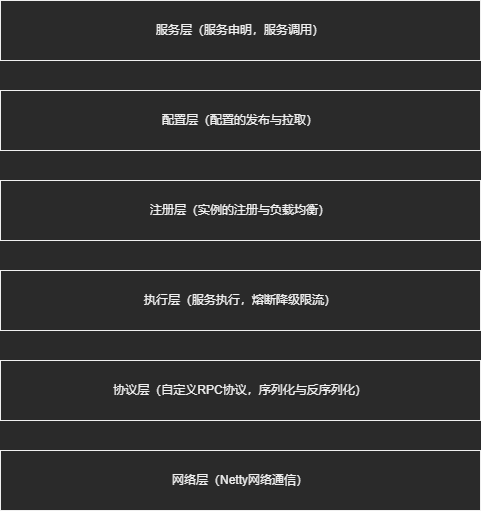 服务层（服务申明，服务调用）
配置层（配置的发布与拉取）
注册层（实例的注册与负载均衡）
执行层（服务执行，熔断降级限流）
协议层（自定义RPC协议，序列化与反序列化）
网络层（Netty网络通信）